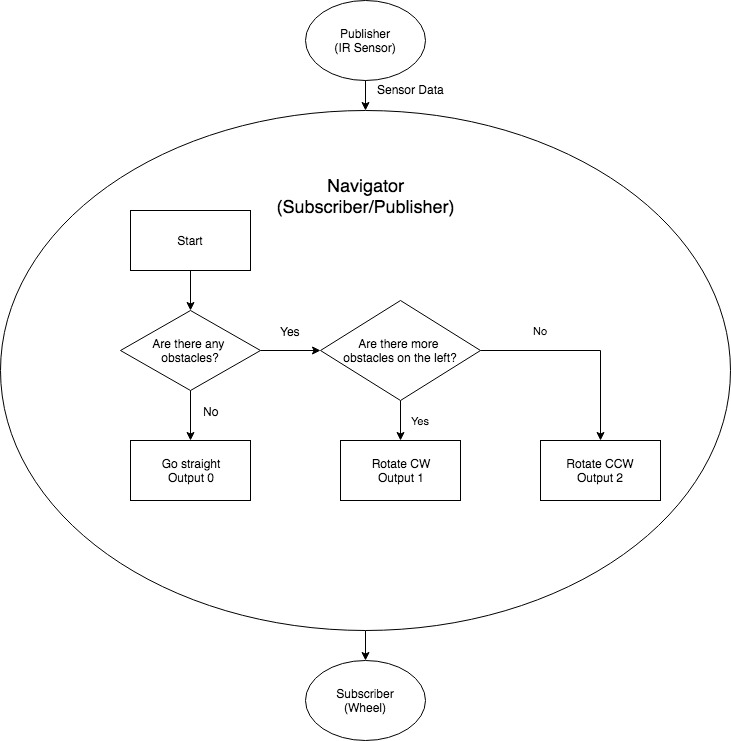 Publisher
(IR Sensor)
Sensor Data
Navigator
(Subscriber/Publisher)
Start
Are there any
obstacles?
Yes
Are there more
obstacles on the left?
No
No
Yes
Go straight
Output 0
Rotate CW
Output 1
Rotate CCW
Output 2
Subscriber
(Wheel)